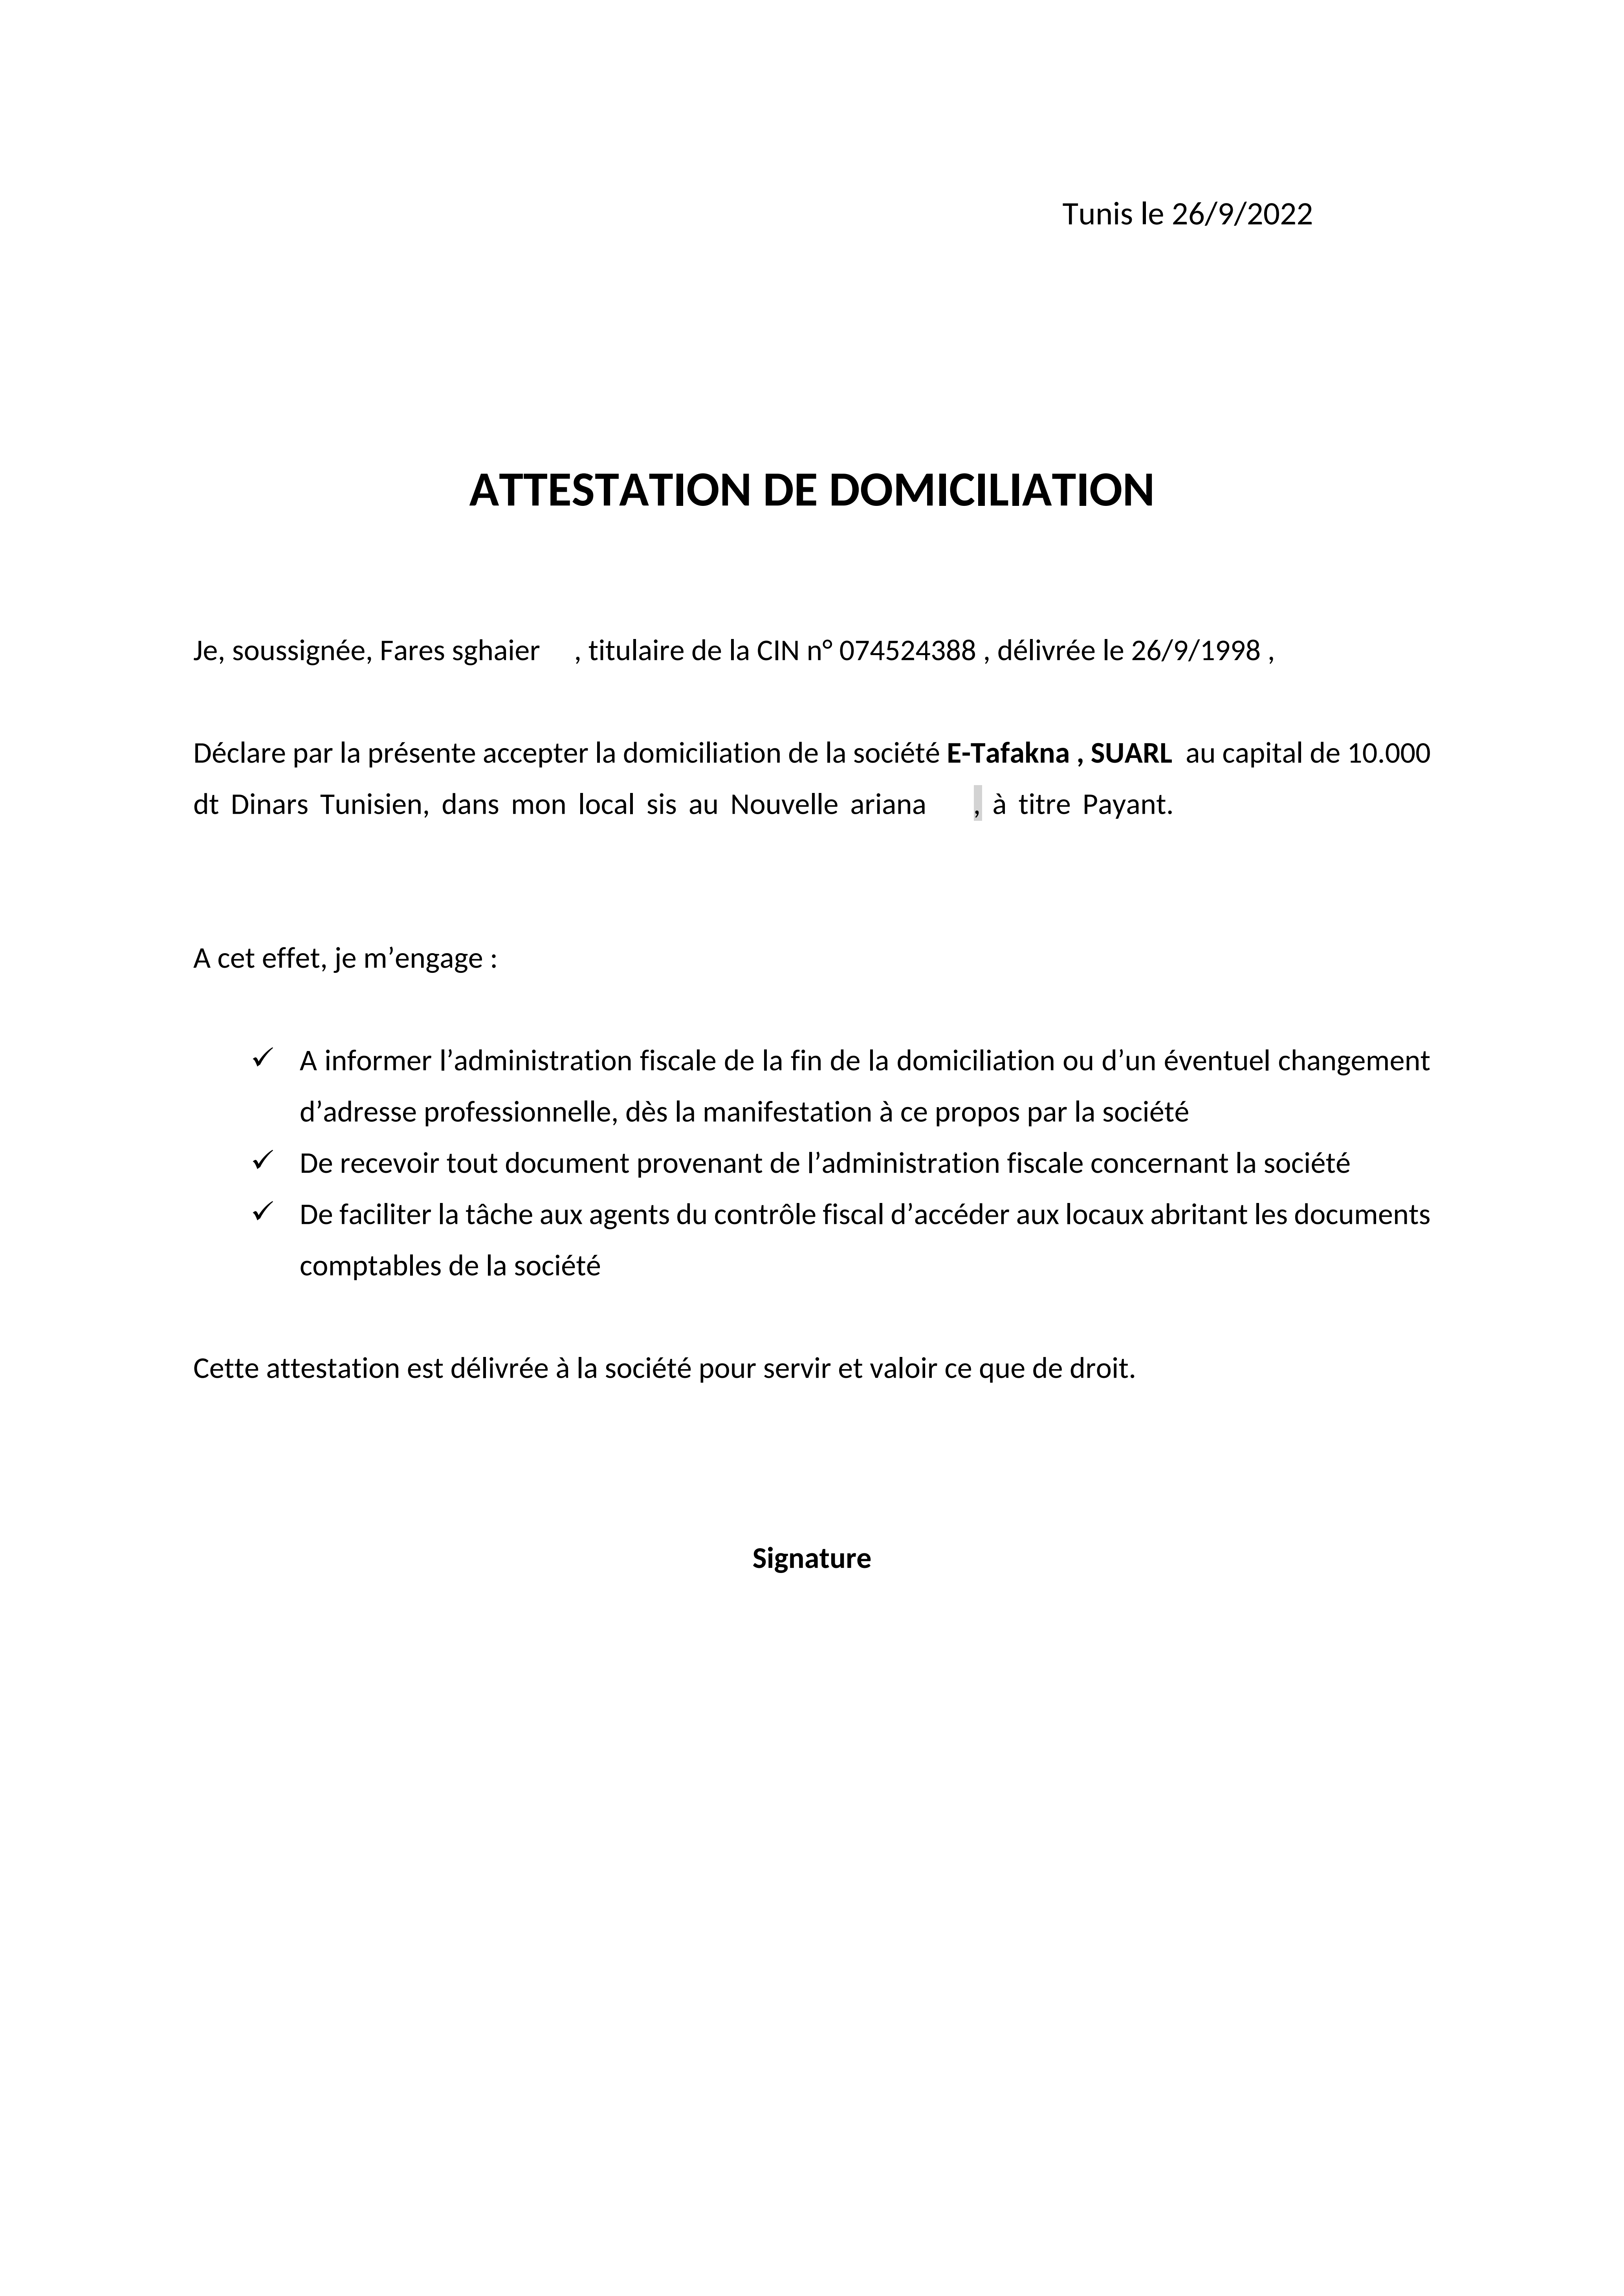 Tunis le 26/9/2022
ATTESTATION DE DOMICILIATION
Je, soussignée, Fares sghaier , titulaire de la CIN n° 074524388 , délivrée le 26/9/1998 ,
Déclare par la présente accepter la domiciliation de la société E-Tafakna , SUARL au capital de 10.000
dt Dinars Tunisien, dans mon local sis au Nouvelle ariana , à titre Payant.
A cet effet, je m’engage :
✓ A informer l’administration fiscale de la fin de la domiciliation ou d’un éventuel changement
d’adresse professionnelle, dès la manifestation à ce propos par la société
✓ De recevoir tout document provenant de l’administration fiscale concernant la société
✓ De faciliter la tâche aux agents du contrôle fiscal d’accéder aux locaux abritant les documents
comptables de la société
Cette attestation est délivrée à la société pour servir et valoir ce que de droit.
Signature